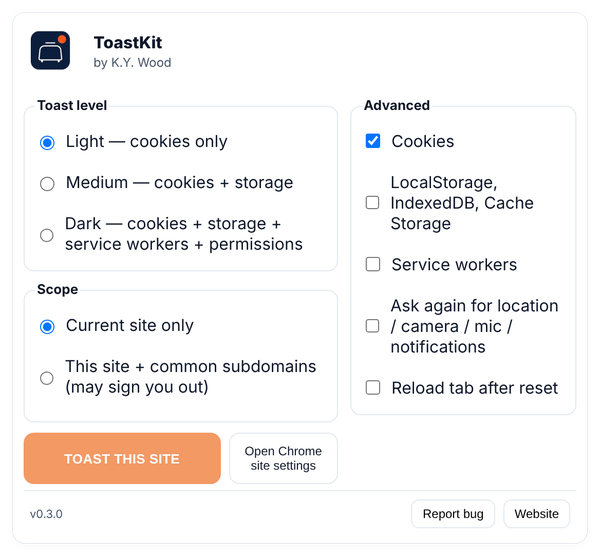 ToastKit
by K.Y. Wood
Toast level
Light — cookies only
Medium — cookies + storage
Dark — cookies + storage +
service workers + permissions
Scope
Current site only
This site + common subdomains
(may sign you out)
Advanced
Cookies
LocalStorage,
IndexedDB, Cache
Storage
Service workers
Ask again for location
/ camera / mic /
notifications
Reload tab after reset
TOAST THIS SITE
Open Chrome
site settings
v0.3.0
Report bug
Website